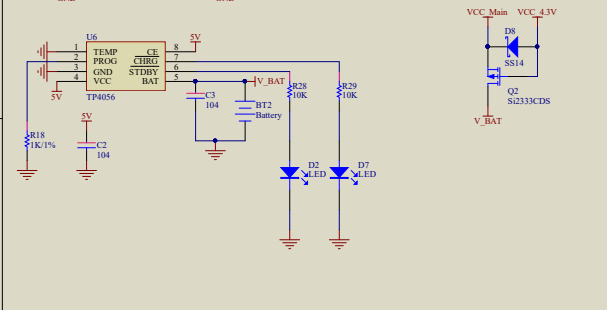 VCC_Main VCC_4.3V
U6
5V
D8
1 TEMP CE 8
2 PROG CHRG 7
3 GND STDBY 6
4 VCC BAT 5
SS14
V_BAT
R28
10K
R29
10K
5V
TP4056
C3
104
BT2
Battery
Q2
Si2333CDS
V_BAT
5V
R18
1K/1%
C2
104
D2
LED
D7
LED